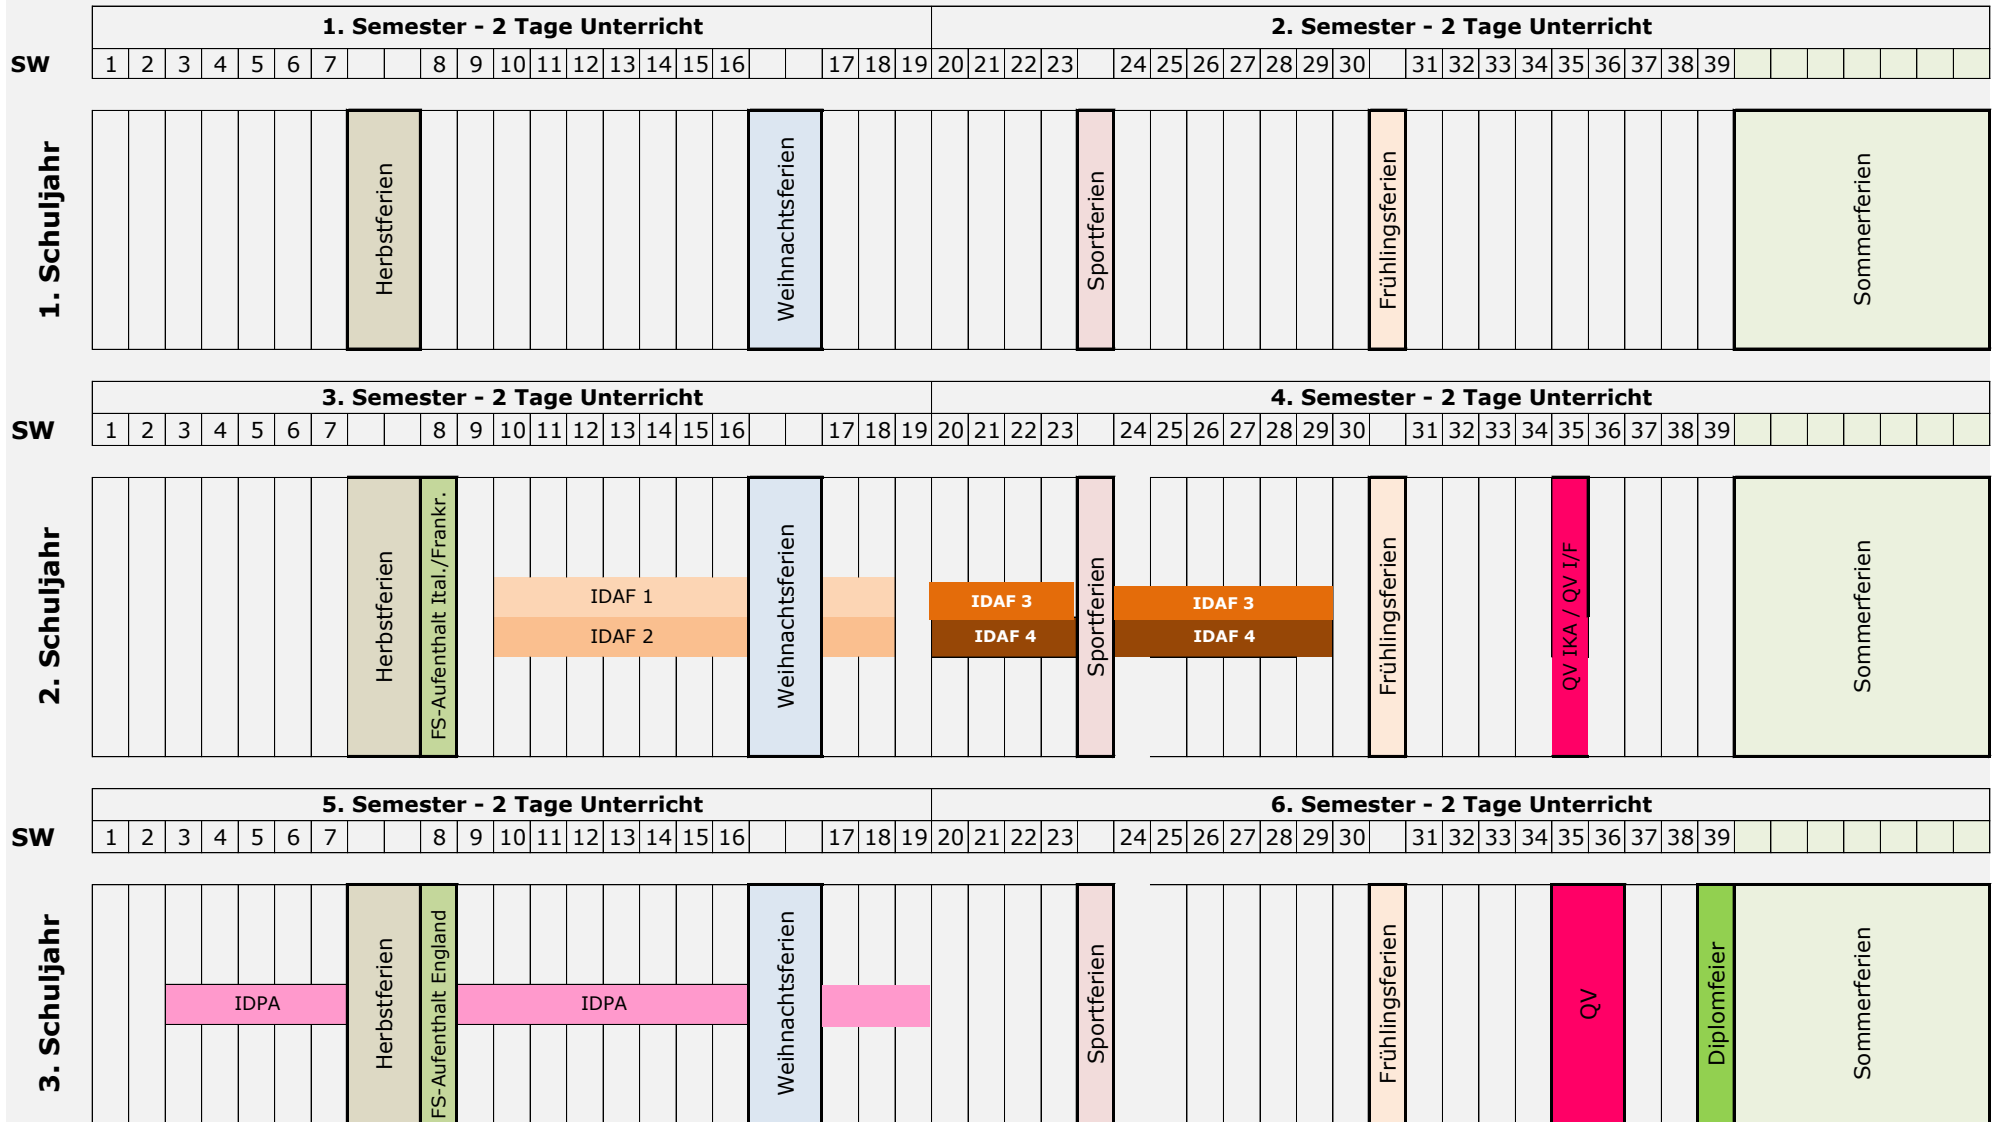 1. Semester - 2 Tage Unterricht 2. Semester - 2 Tage Unterricht
SW 1 2 3 4 5 6 7 8 9 10 11 12 13 14 15 16 17 18 19 20 21 22 23 24 25 26 27 28 29 30 31 32 33 34 35 36 37 38 39
1. Schuljahr
Herbstferien
Weihnachtsferien
Sportferien
Frühlingsferien
Sommerferien
3. Semester - 2 Tage Unterricht 4. Semester - 2 Tage Unterricht
SW 1 2 3 4 5 6 7 8 9 10 11 12 13 14 15 16 17 18 19 20 21 22 23 24 25 26 27 28 29 30 31 32 33 34 35 36 37 38 39
2. Schuljahr
Herbstferien
FS-Aufenthalt Ital./Frankr.
IDAF 1
IDAF 2
Weihnachtsferien
IDAF 3
IDAF 4
Sportferien
IDAF 3
IDAF 4
Frühlingsferien
QV IKA / QV I/F
Sommerferien
5. Semester - 2 Tage Unterricht 6. Semester - 2 Tage Unterricht
SW 1 2 3 4 5 6 7 8 9 10 11 12 13 14 15 16 17 18 19 20 21 22 23 24 25 26 27 28 29 30 31 32 33 34 35 36 37 38 39
3. Schuljahr
IDPA
Herbstferien
FS-Aufenthalt England
IDPA
Weihnachtsferien
Sportferien
Frühlingsferien
QV
Diplomfeier
Sommerferien